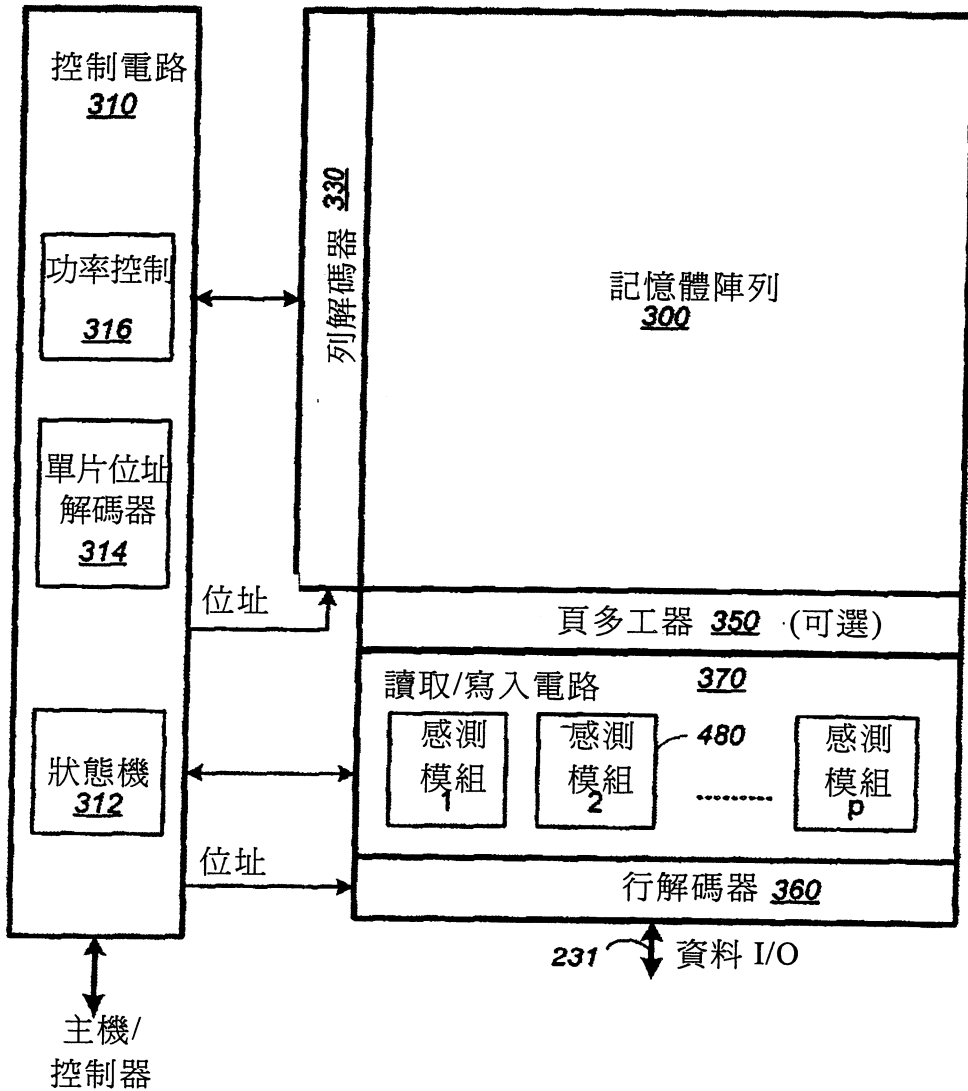 控制電路
310
功率控制
316
單片位址
解碼器
314
狀態機
312
主機/
控制器
位址
位址
列解碼器 330
記憶體陣列
300
頁多工器 350 (可選)
讀取/寫入電路
370
感測
模組
1
感測
模組
2
480
.........
感測
模組
p
行解碼器 360
231
資料 I/O